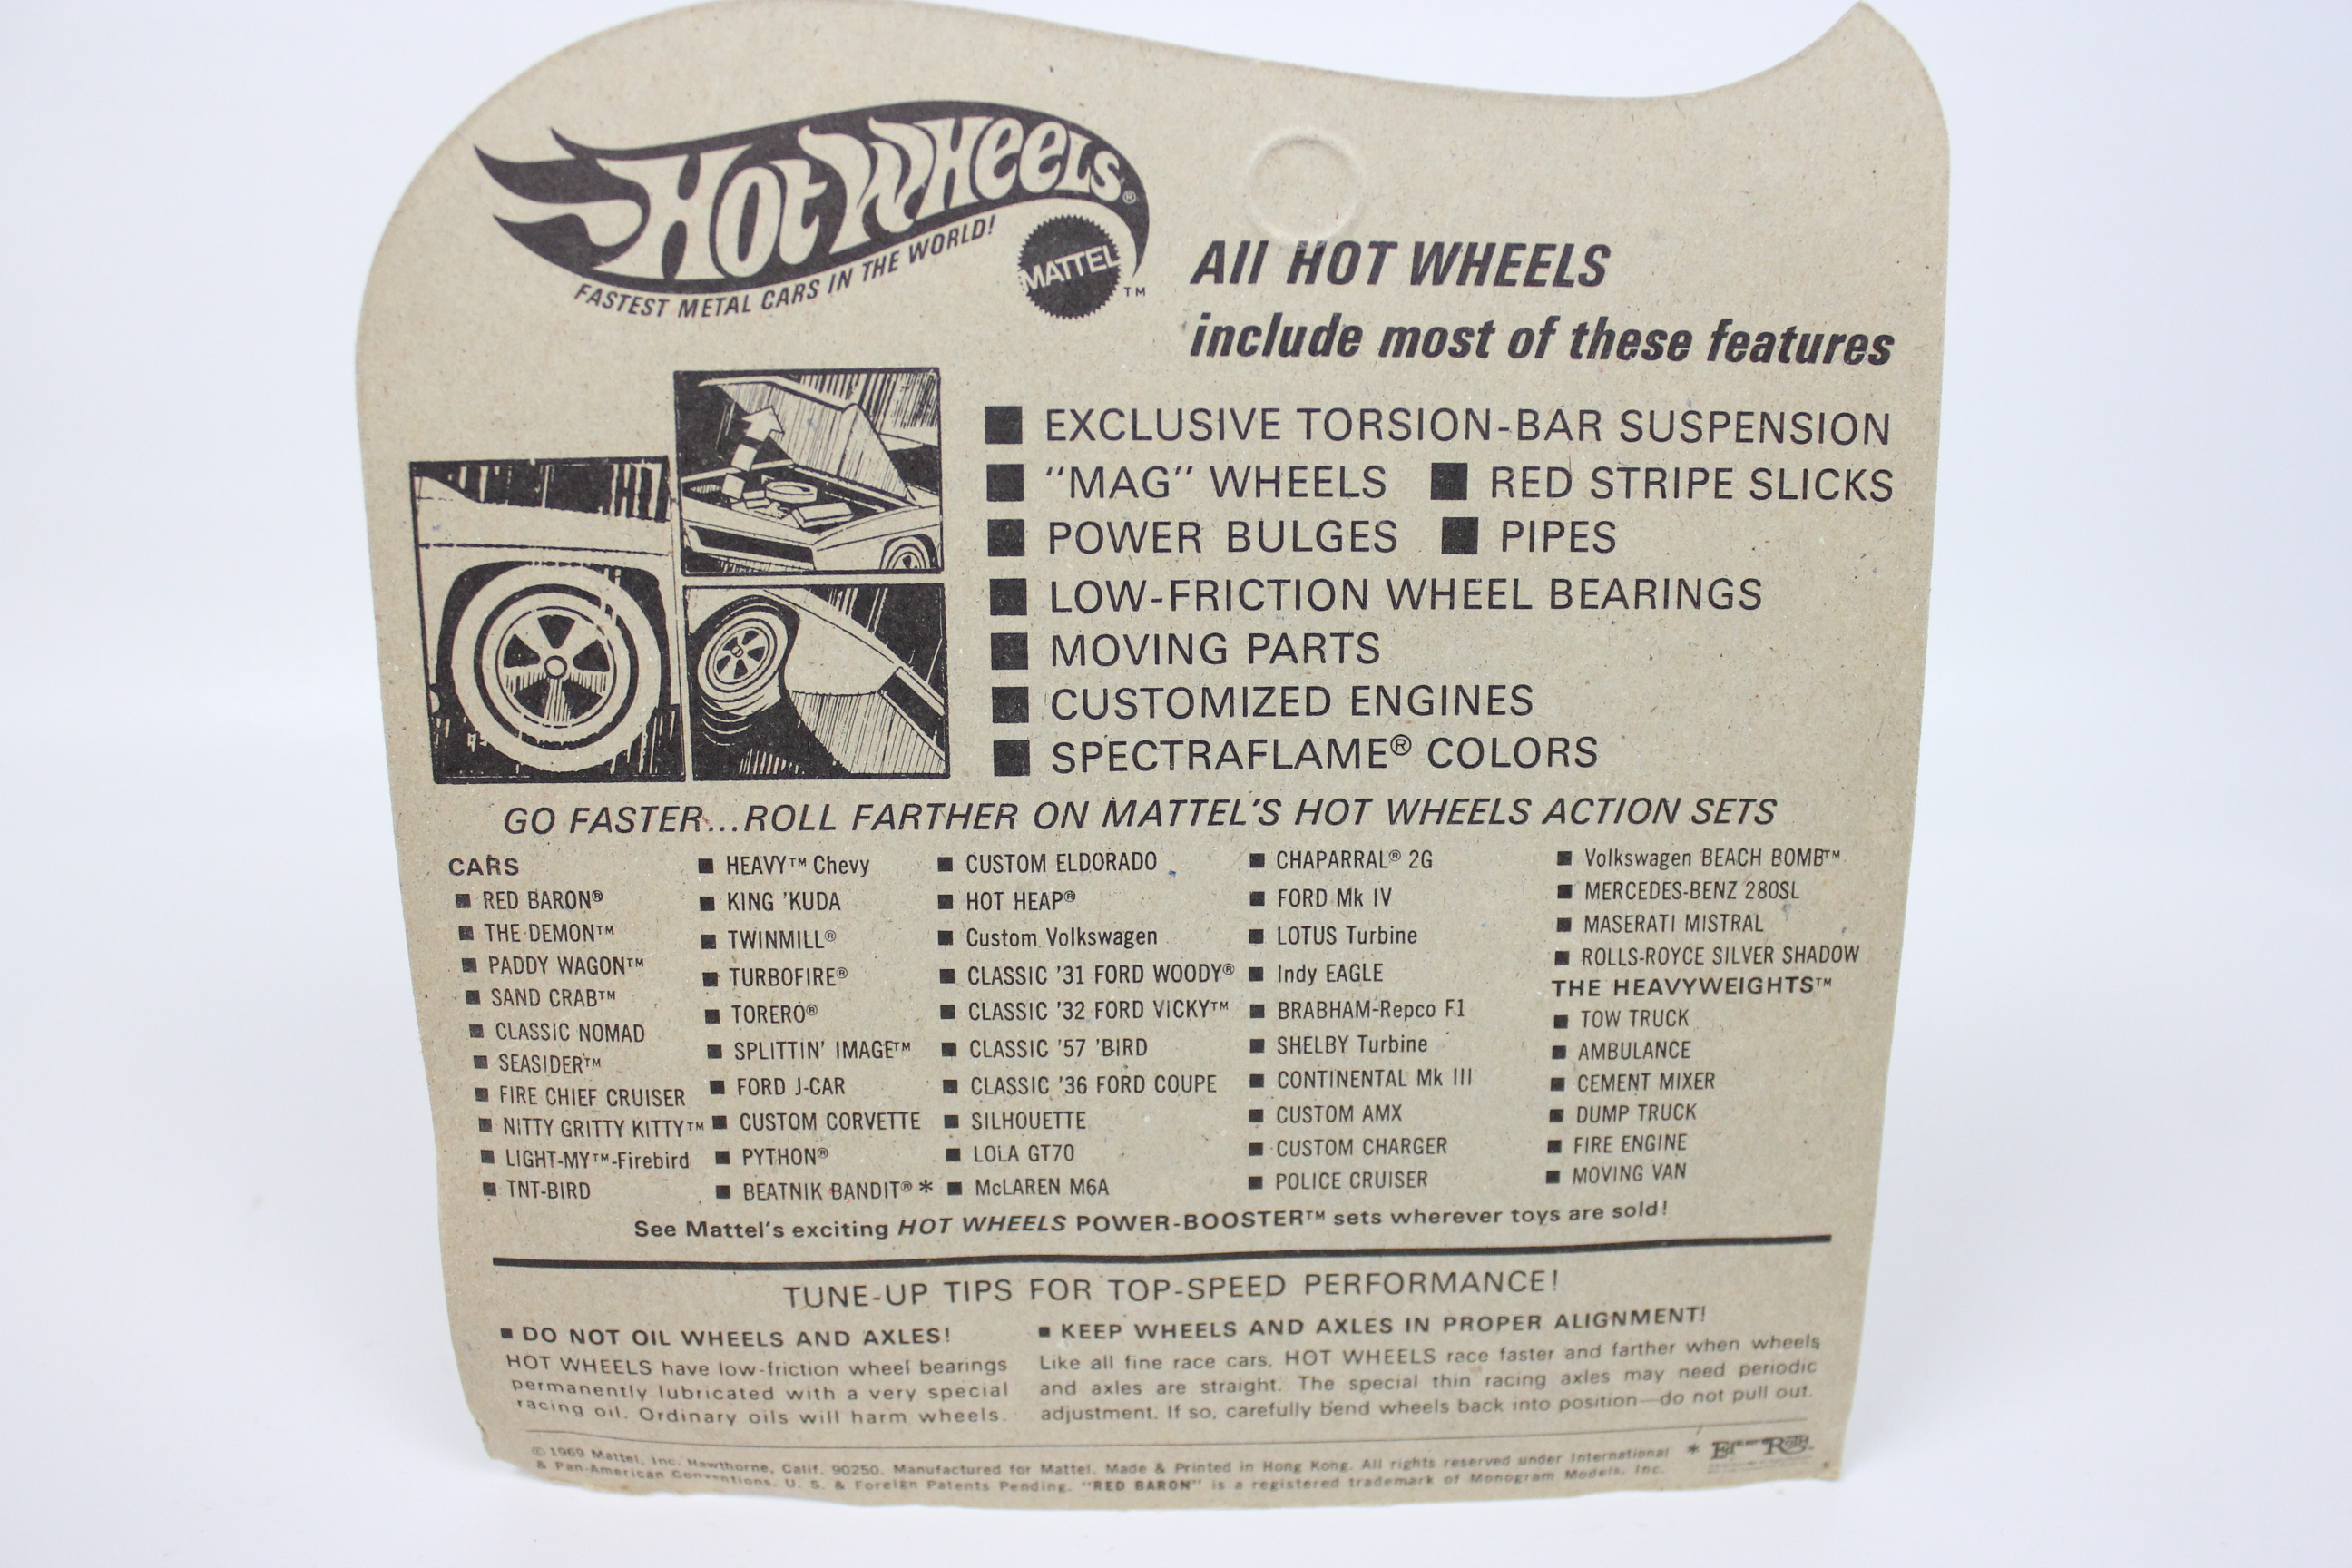 HOT WHEELS®
FASTEST METAL CARS IN THE WORLD!
MATTEL ™
All HOT WHEELS
include most of these features
■ EXCLUSIVE TORSION-BAR SUSPENSION
■ "MAG" WHEELS ■ RED STRIPE SLICKS
■ POWER BULGES ■ PIPES
■ LOW-FRICTION WHEEL BEARINGS
■ MOVING PARTS
■ CUSTOMIZED ENGINES
■ SPECTRAFLAME® COLORS
GO FASTER...ROLL FARTHER ON MATTEL'S HOT WHEELS ACTION SETS
CARS
■ RED BARON®
■ THE DEMON™
■ PADDY WAGON™
■ SAND CRAB™
■ CLASSIC NOMAD
■ SEASIDER™
■ FIRE CHIEF CRUISER
■ NITTY GRITTY KITTY™
■ LIGHT-MY™-Firebird
■ TNT-BIRD
■ HEAVY™ Chevy
■ KING 'KUDA
■ TWINMILL®
■ TURBOFIRE®
■ TORERO®
■ SPLITTIN' IMAGE™
■ FORD J-CAR
■ CUSTOM CORVETTE
■ PYTHON®
■ BEATNIK BANDIT® *
■ CUSTOM ELDORADO
■ HOT HEAP®
■ Custom Volkswagen
■ CLASSIC '31 FORD WOODY®
■ CLASSIC '32 FORD VICKY™
■ CLASSIC '57 'BIRD
■ CLASSIC '36 FORD COUPE
■ SILHOUETTE
■ LOLA GT70
■ McLAREN M6A
■ CHAPARRAL® 2G
■ FORD Mk IV
■ LOTUS Turbine
■ Indy EAGLE
■ BRABHAM-Repco F1
■ SHELBY Turbine
■ CONTINENTAL Mk III
■ CUSTOM AMX
■ CUSTOM CHARGER
■ POLICE CRUISER
■ Volkswagen BEACH BOMB™
■ MERCEDES-BENZ 280SL
■ MASERATI MISTRAL
■ ROLLS-ROYCE SILVER SHADOW
THE HEAVYWEIGHTS™
■ TOW TRUCK
■ AMBULANCE
■ CEMENT MIXER
■ DUMP TRUCK
■ FIRE ENGINE
■ MOVING VAN
See Mattel's exciting HOT WHEELS POWER-BOOSTER™ sets wherever toys are sold!
TUNE-UP TIPS FOR TOP-SPEED PERFORMANCE!
■ DO NOT OIL WHEELS AND AXLES!
HOT WHEELS have low-friction wheel bearings
permanently lubricated with a very special
racing oil. Ordinary oils will harm wheels.
■ KEEP WHEELS AND AXLES IN PROPER ALIGNMENT!
Like all fine race cars, HOT WHEELS race faster and farther when wheels
and axles are straight. The special thin racing axles may need periodic
adjustment. If so, carefully bend wheels back into position—do not pull out.
© 1969 Mattel, Inc. Hawthorne, Calif. 90250. Manufactured for Mattel. Made & Printed in Hong Kong. All rights reserved under International
& Pan-American Conventions. U. S. & Foreign Patents Pending. "RED BARON" is a registered trademark of Monogram Models, Inc.
* Ed Roth